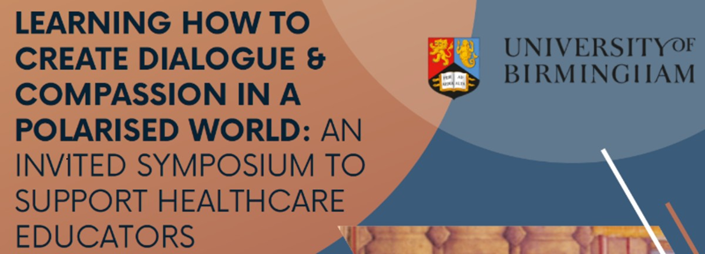 LEARNING HOW TO
CREATE DIALOGUE &
COMPASSION IN A
POLARISED WORLD: AN
INVITED SYMPOSIUM TO
SUPPORT HEALTHCARE
EDUCATORS
UNIVERSITY OF
BIRMINGHAM